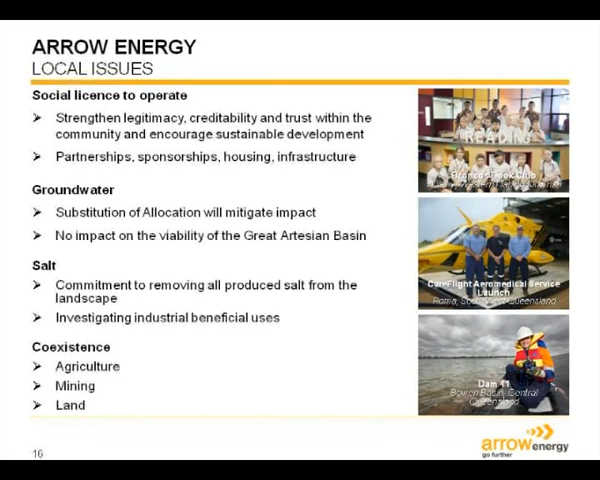 ARROW ENERGY
LOCAL ISSUES
Social licence to operate
➤ Strengthen legitimacy, creditability and trust within the
community and encourage sustainable development
➤ Partnerships, sponsorships, housing, infrastructure
Groundwater
➤ Substitution of Allocation will mitigate impact
➤ No impact on the viability of the Great Artesian Basin
Salt
➤ Commitment to removing all produced salt from the
landscape
➤ Investigating industrial beneficial uses
Coexistence
➤ Agriculture
➤ Mining
➤ Land
READING
Broncos Book Club
CareFlight Aeromedical Service
Launch
Roma, South West Queensland
Dam 11
Bowen Basin, Central
Queensland
arrowenergy
go further
16